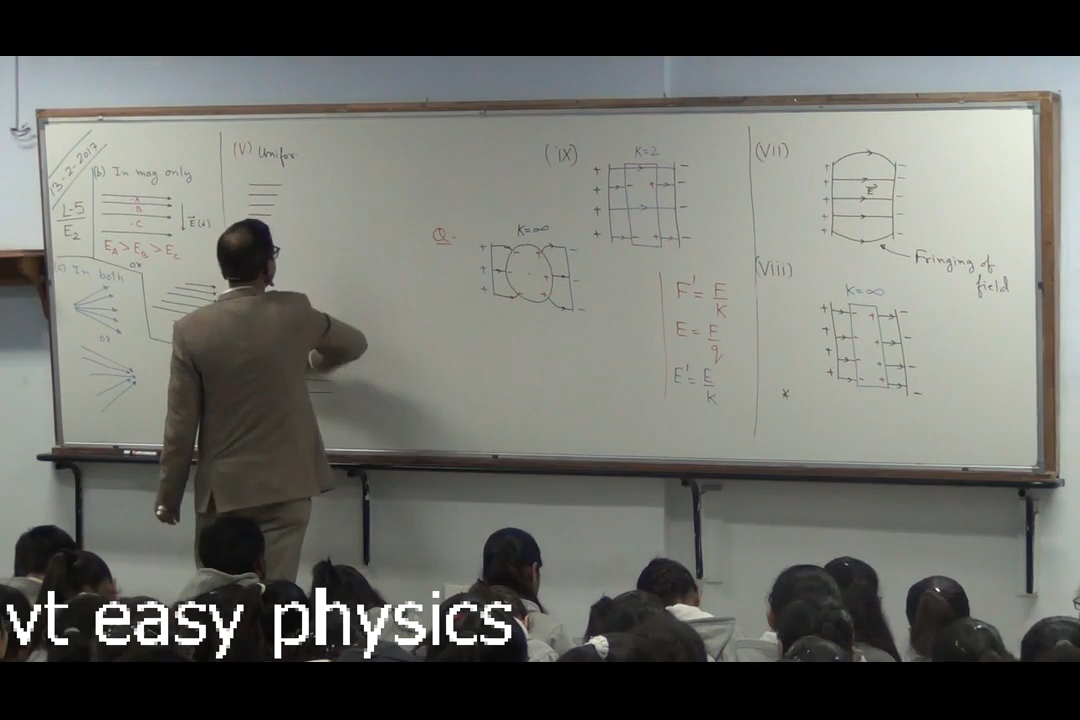 13-2-2017
L-5
E2
(b) In mag only
A
B
C
E⃗(↓)
EA > EB > EC
or
(c) In both
or
(V) Unifor
Q.
K=∞
(IX)
K=2
F' = F/K
E = F/q
E' = E/K
(VII)
E⃗
Fringing of
field
(Viii)
K=∞
*
vt easy physics